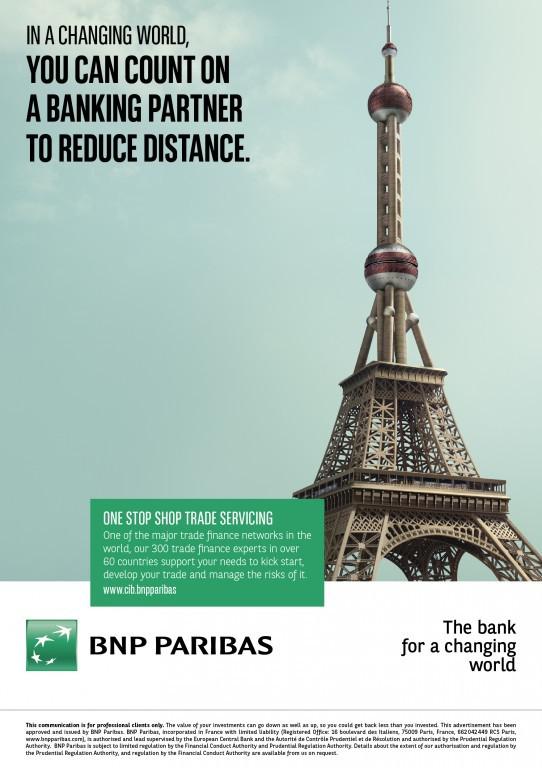 IN A CHANGING WORLD,
YOU CAN COUNT ON
A BANKING PARTNER
TO REDUCE DISTANCE.
ONE STOP SHOP TRADE SERVICING
One of the major trade finance networks in the
world, our 300 trade finance experts in over
60 countries support your needs to kick start,
develop your trade and manage the risks of it.
www.cib.bnpparibas
BNP PARIBAS
The bank
for a changing
world
This communication is for professional clients only. The value of your investments can go down as well as up, so you could get back less than you invested. This advertisement has been
approved and issued by BNP Paribas. BNP Paribas, incorporated in France with limited liability (Registered Office: 16 boulevard des Italiens, 75009 Paris, France, 662 042 449 RCS Paris,
www.bnpparibas.com), is authorised and lead supervised by the European Central Bank and the Autorité de Contrôle Prudentiel et de Résolution and authorised by the Prudential Regulation
Authority. BNP Paribas is subject to limited regulation by the Financial Conduct Authority and Prudential Regulation Authority. Details about the extent of our authorisation and regulation by
the Prudential Regulation Authority, and regulation by the Financial Conduct Authority are available from us on request.